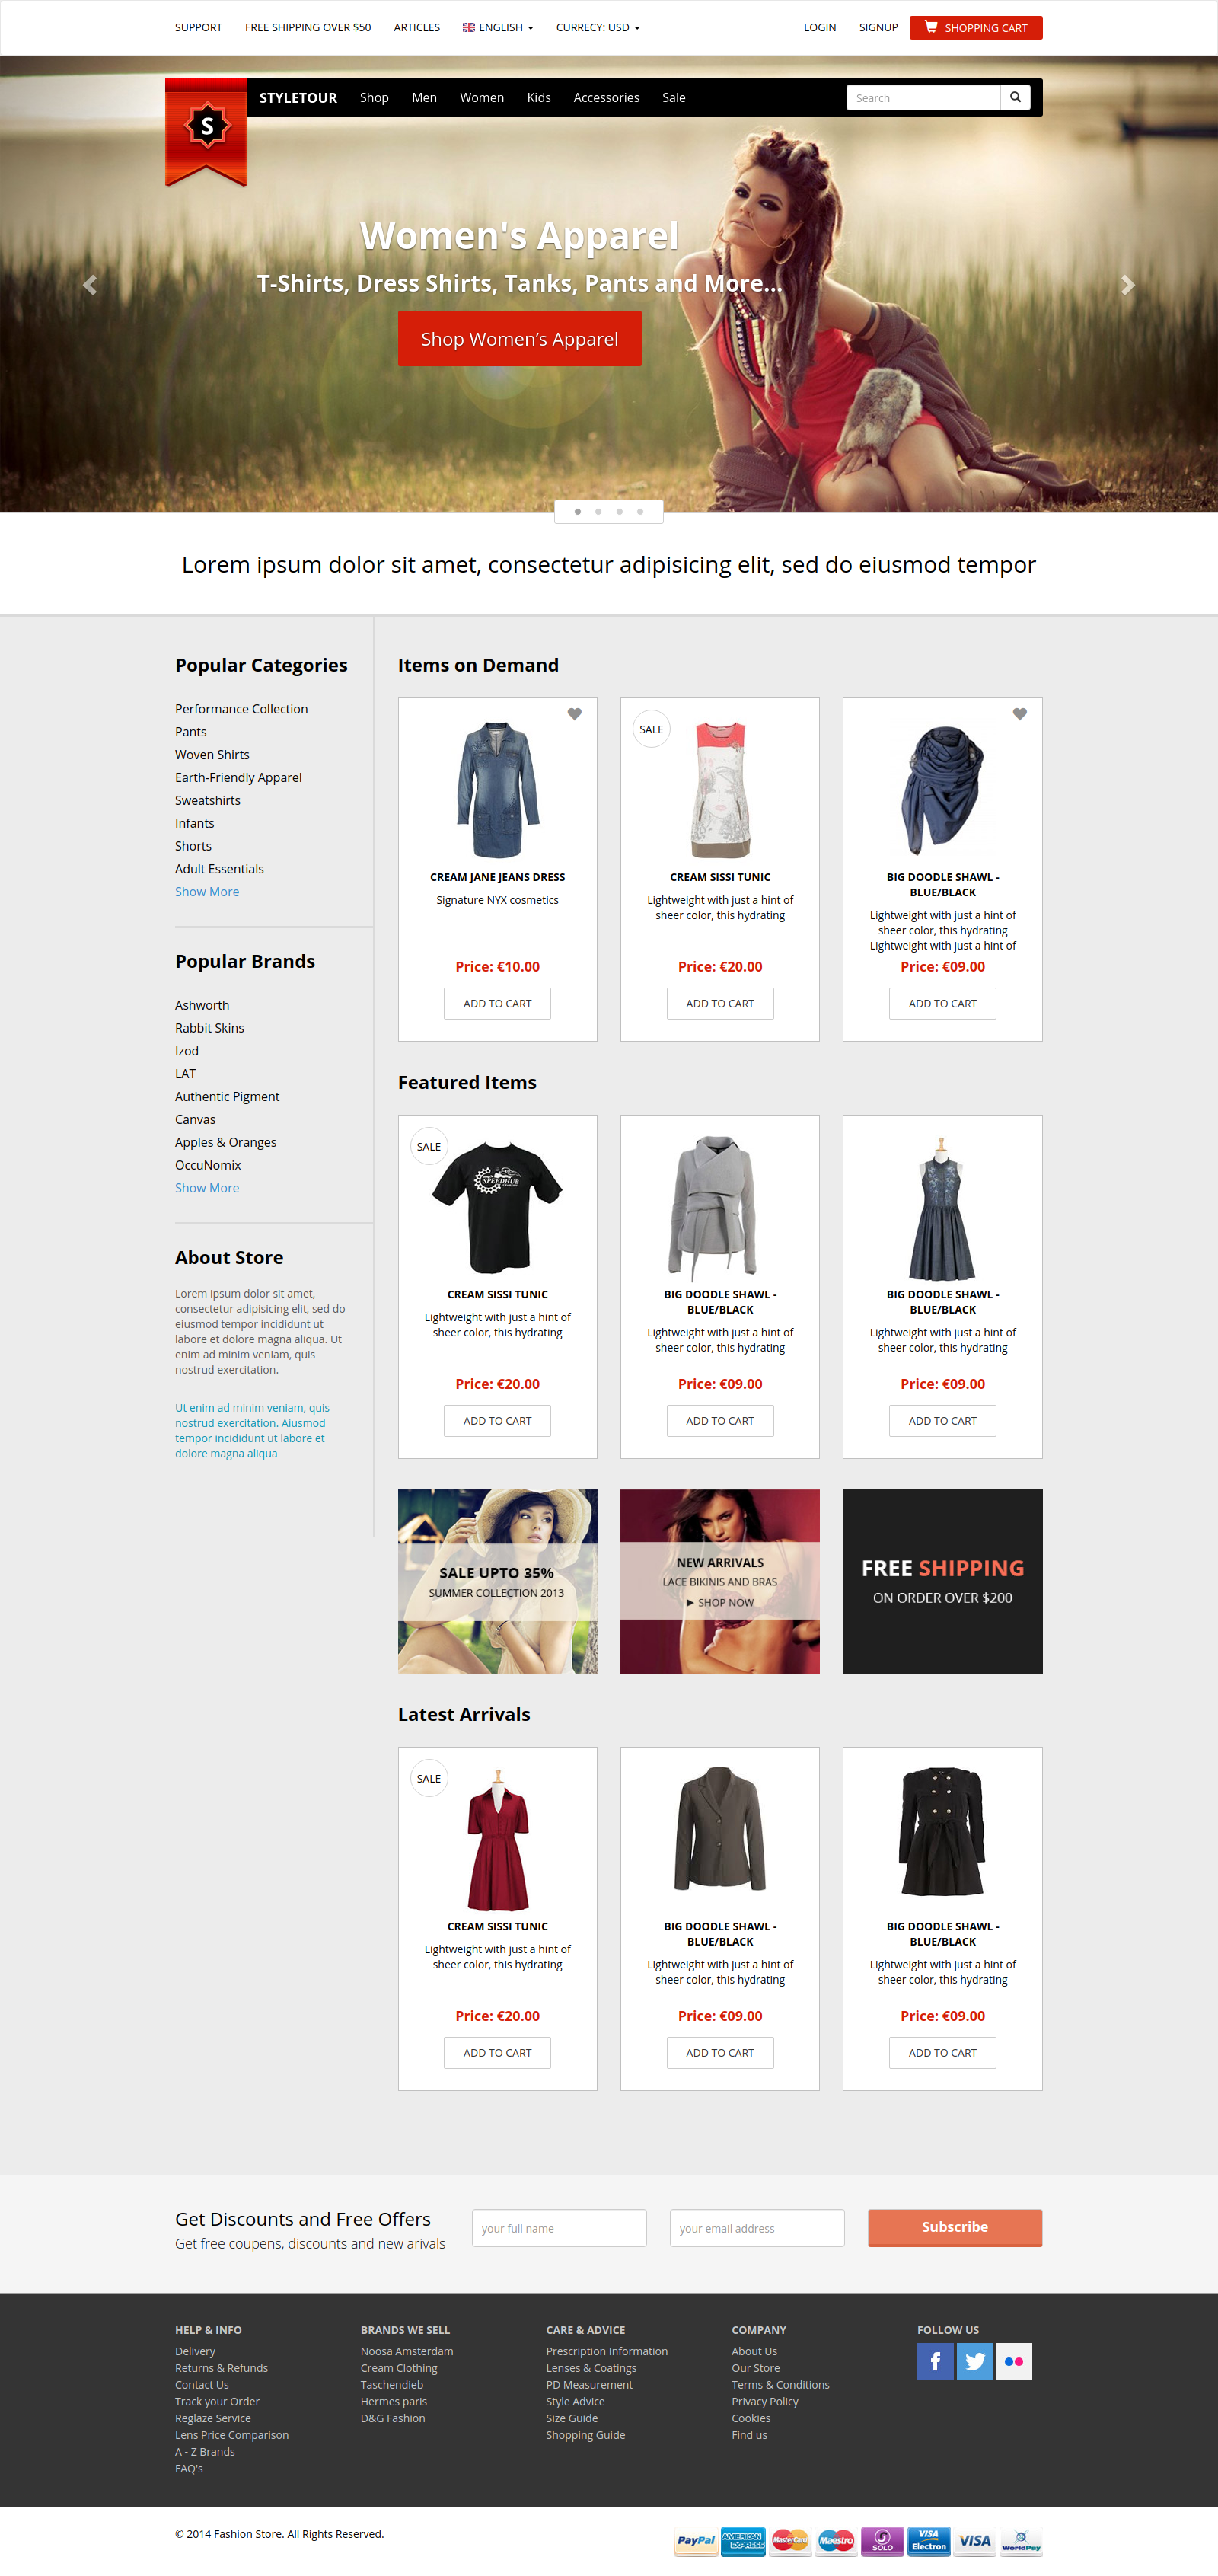 SUPPORT FREE SHIPPING OVER $50 ARTICLES ENGLISH CURRECY: USD LOGIN SIGNUP SHOPPING CART
S
STYLETOUR Shop Men Women Kids Accessories Sale Search
Women's Apparel
T-Shirts, Dress Shirts, Tanks, Pants and More...
Shop Women’s Apparel
Lorem ipsum dolor sit amet, consectetur adipisicing elit, sed do eiusmod tempor
Popular Categories
Performance Collection
Pants
Woven Shirts
Earth-Friendly Apparel
Sweatshirts
Infants
Shorts
Adult Essentials
Show More
Popular Brands
Ashworth
Rabbit Skins
Izod
LAT
Authentic Pigment
Canvas
Apples & Oranges
OccuNomix
Show More
About Store
Lorem ipsum dolor sit amet,
consectetur adipisicing elit, sed do
eiusmod tempor incididunt ut
labore et dolore magna aliqua. Ut
enim ad minim veniam, quis
nostrud exercitation.
Ut enim ad minim veniam, quis
nostrud exercitation. Aiusmod
tempor incididunt ut labore et
dolore magna aliqua
Items on Demand
CREAM JANE JEANS DRESS
Signature NYX cosmetics
Price: €10.00
ADD TO CART
SALE
CREAM SISSI TUNIC
Lightweight with just a hint of
sheer color, this hydrating
Price: €20.00
ADD TO CART
BIG DOODLE SHAWL -
BLUE/BLACK
Lightweight with just a hint of
sheer color, this hydrating
Lightweight with just a hint of
Price: €09.00
ADD TO CART
Featured Items
SALE
SPEEDHUB
CREAM SISSI TUNIC
Lightweight with just a hint of
sheer color, this hydrating
Price: €20.00
ADD TO CART
BIG DOODLE SHAWL -
BLUE/BLACK
Lightweight with just a hint of
sheer color, this hydrating
Price: €09.00
ADD TO CART
BIG DOODLE SHAWL -
BLUE/BLACK
Lightweight with just a hint of
sheer color, this hydrating
Price: €09.00
ADD TO CART
SALE UPTO 35%
SUMMER COLLECTION 2013
NEW ARRIVALS
LACE BIKINIS AND BRAS
► SHOP NOW
FREE SHIPPING
ON ORDER OVER $200
Latest Arrivals
SALE
CREAM SISSI TUNIC
Lightweight with just a hint of
sheer color, this hydrating
Price: €20.00
ADD TO CART
BIG DOODLE SHAWL -
BLUE/BLACK
Lightweight with just a hint of
sheer color, this hydrating
Price: €09.00
ADD TO CART
BIG DOODLE SHAWL -
BLUE/BLACK
Lightweight with just a hint of
sheer color, this hydrating
Price: €09.00
ADD TO CART
Get Discounts and Free Offers
Get free coupens, discounts and new arivals
your full name
your email address
Subscribe
HELP & INFO
Delivery
Returns & Refunds
Contact Us
Track your Order
Reglaze Service
Lens Price Comparison
A - Z Brands
FAQ's
BRANDS WE SELL
Noosa Amsterdam
Cream Clothing
Taschendieb
Hermes paris
D&G Fashion
CARE & ADVICE
Prescription Information
Lenses & Coatings
PD Measurement
Style Advice
Size Guide
Shopping Guide
COMPANY
About Us
Our Store
Terms & Conditions
Privacy Policy
Cookies
Find us
FOLLOW US
f
© 2014 Fashion Store. All Rights Reserved.
PayPal
AMERICAN
EXPRESS
MasterCard
Maestro
SOLO
VISA
Electron
VISA
WorldPay